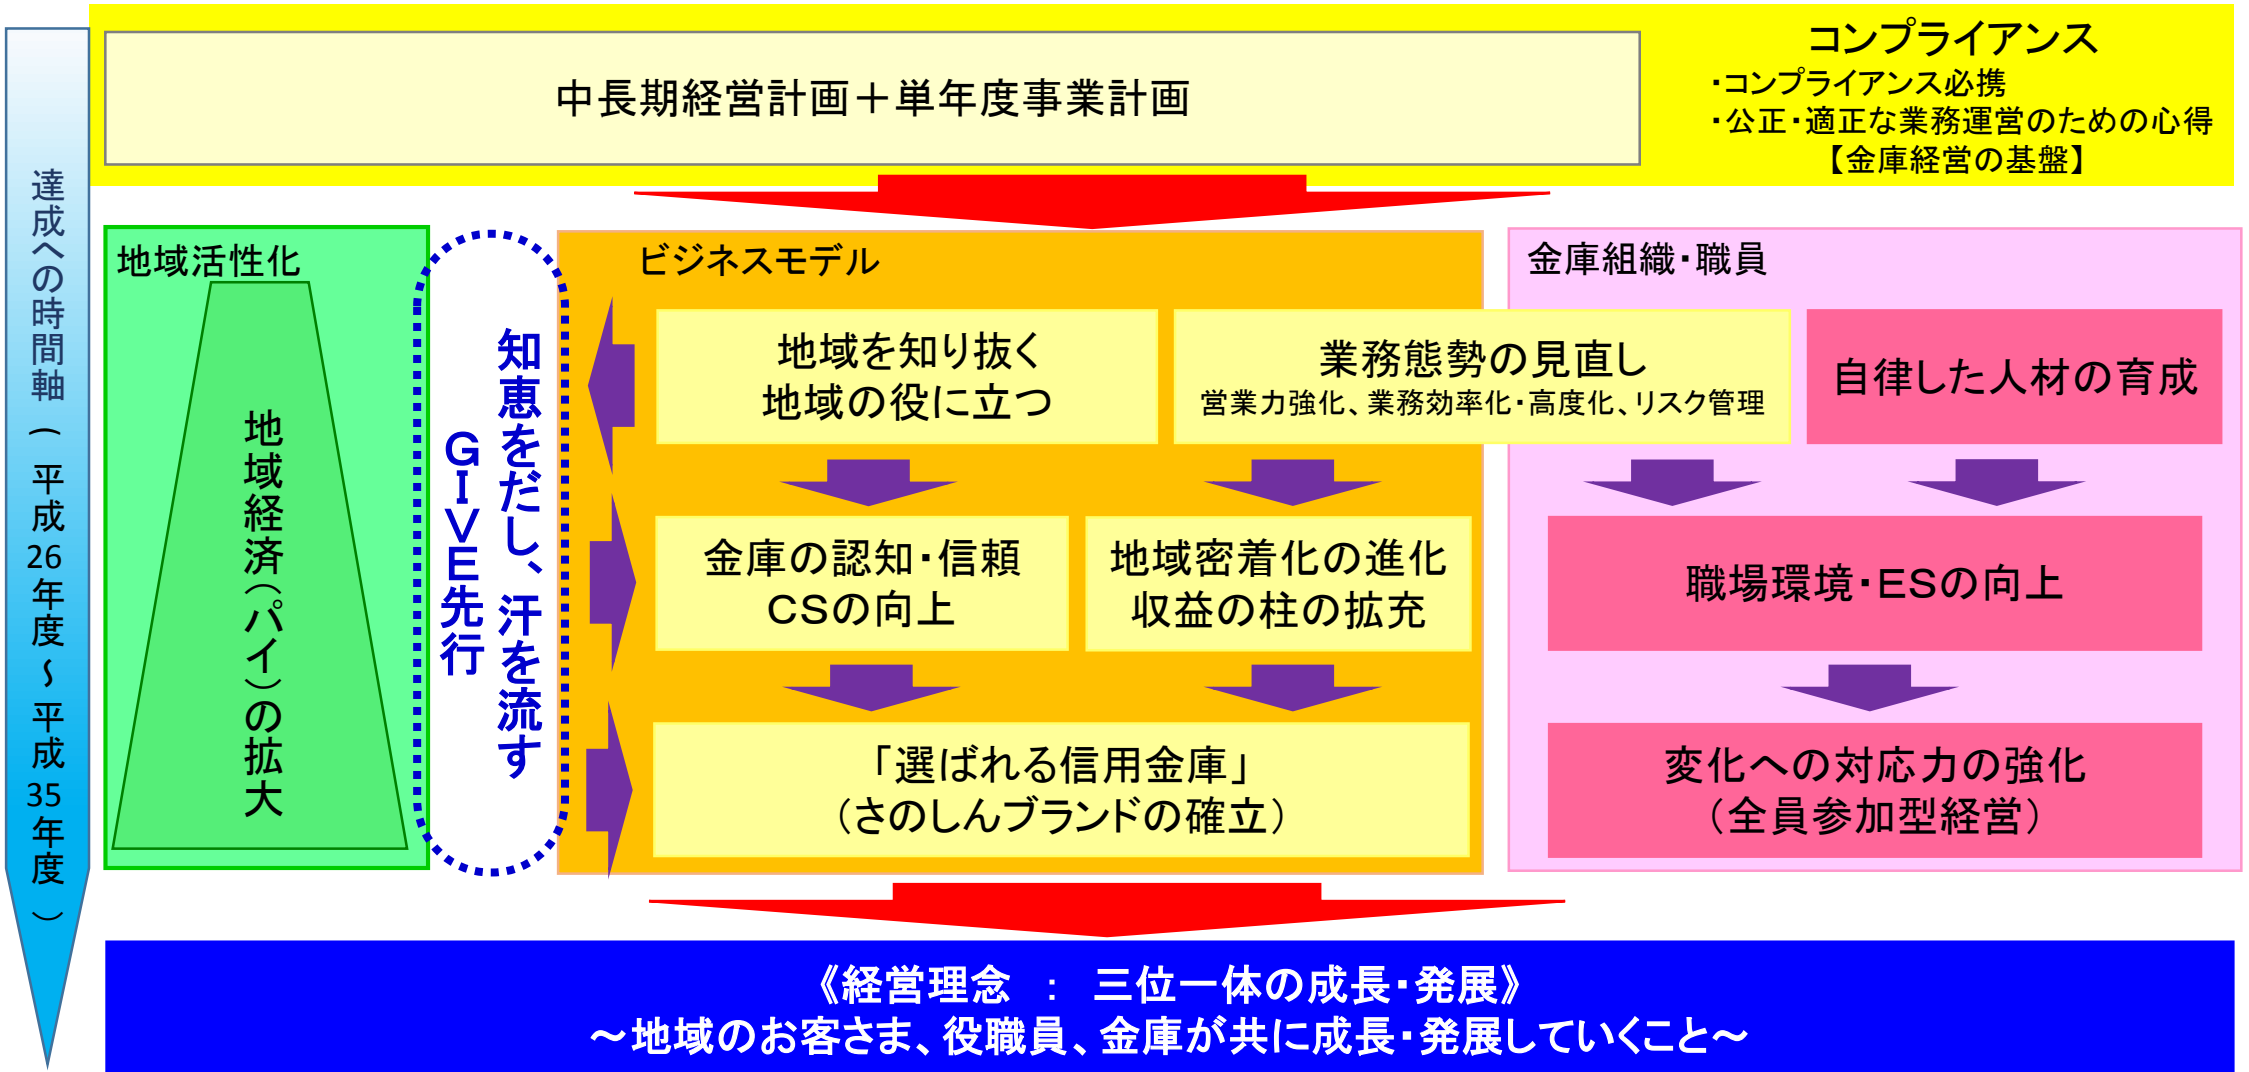 中長期経営計画＋単年度事業計画
コンプライアンス
・コンプライアンス必携
・公正・適正な業務運営のための心得
【金庫経営の基盤】
達成への時間軸（平成26年度～平成35年度）
地域活性化
地域経済（パイ）の拡大
知恵をだし、汗を流す
ＧＩＶＥ先行
ビジネスモデル
地域を知り抜く
地域の役に立つ
業務態勢の見直し
営業力強化、業務効率化・高度化、リスク管理
金庫の認知・信頼
ＣＳの向上
地域密着化の進化
収益の柱の拡充
「選ばれる信用金庫」
（さのしんブランドの確立）
金庫組織・職員
自律した人材の育成
職場環境・ＥＳの向上
変化への対応力の強化
（全員参加型経営）
《経営理念　：　三位一体の成長・発展》
～地域のお客さま、役職員、金庫が共に成長・発展していくこと～